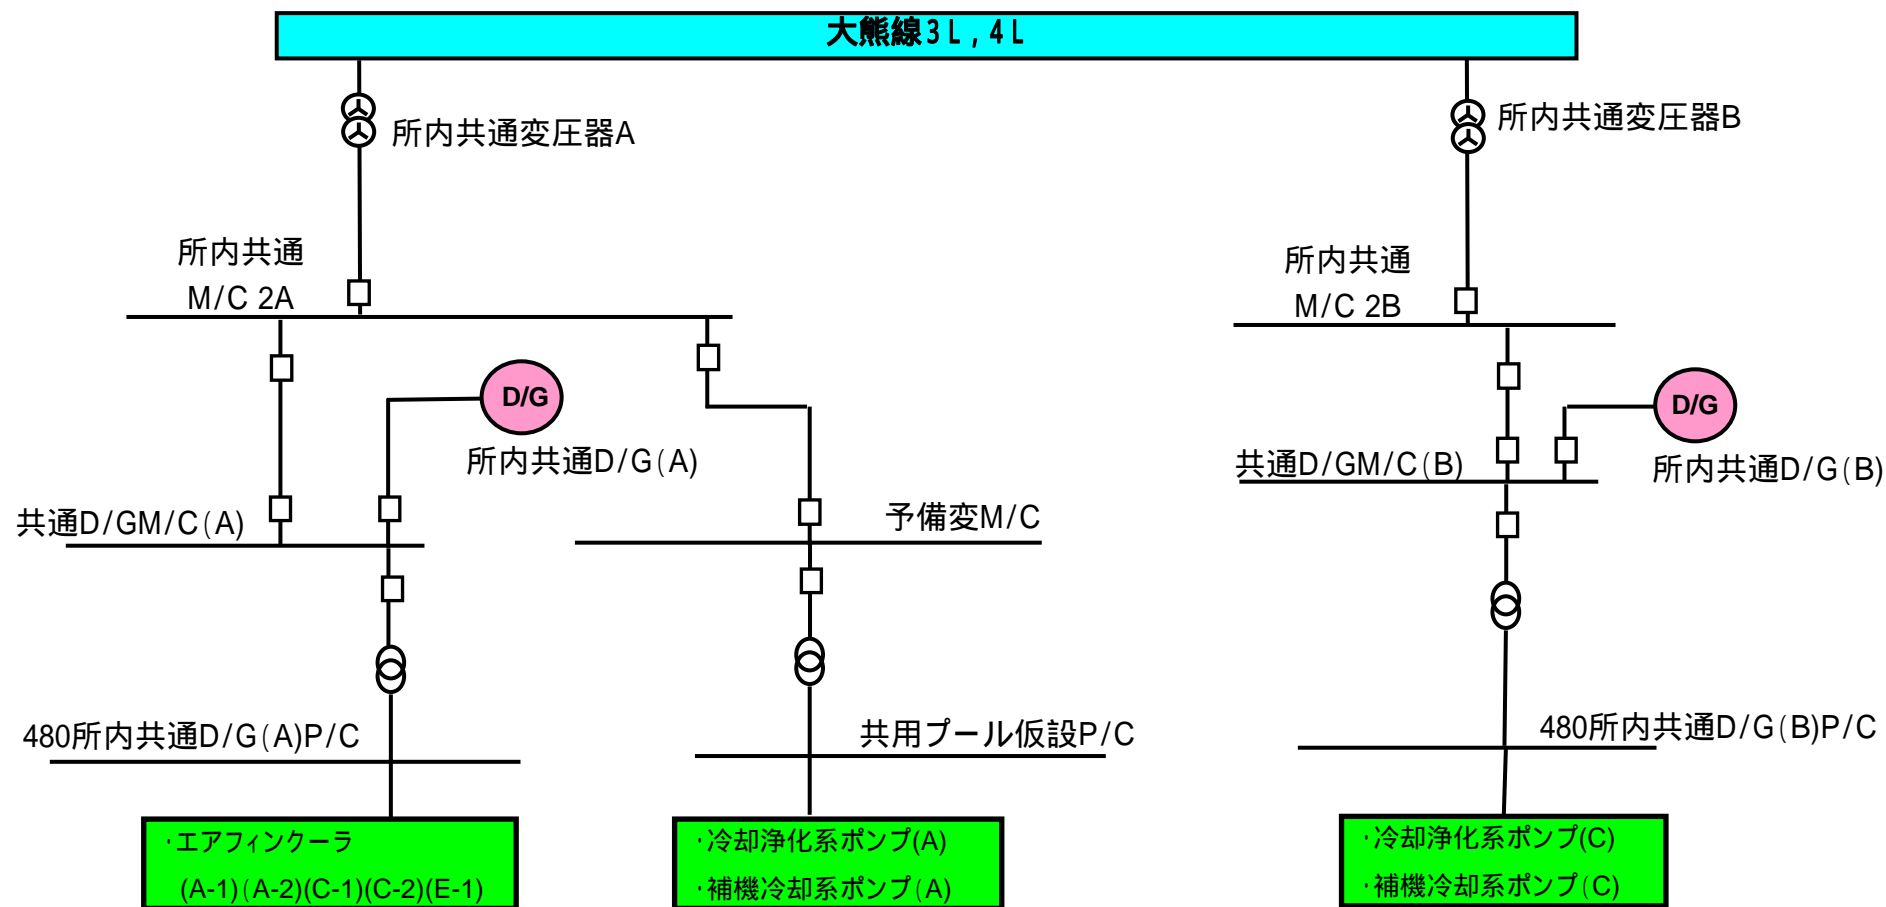 大熊線3L,4L
所内共通変圧器A
所内共通変圧器B
所内共通
M/C 2A
所内共通
M/C 2B
D/G
所内共通D/G(A)
D/G
所内共通D/G(B)
共通D/GM/C(A)
予備変M/C
共通D/GM/C(B)
480所内共通D/G(A)P/C
共用プール仮設P/C
480所内共通D/G(B)P/C
・エアフィンクーラ
(A-1)(A-2)(C-1)(C-2)(E-1)
・冷却浄化系ポンプ(A)
・補機冷却系ポンプ(A)
・冷却浄化系ポンプ(C)
・補機冷却系ポンプ(C)